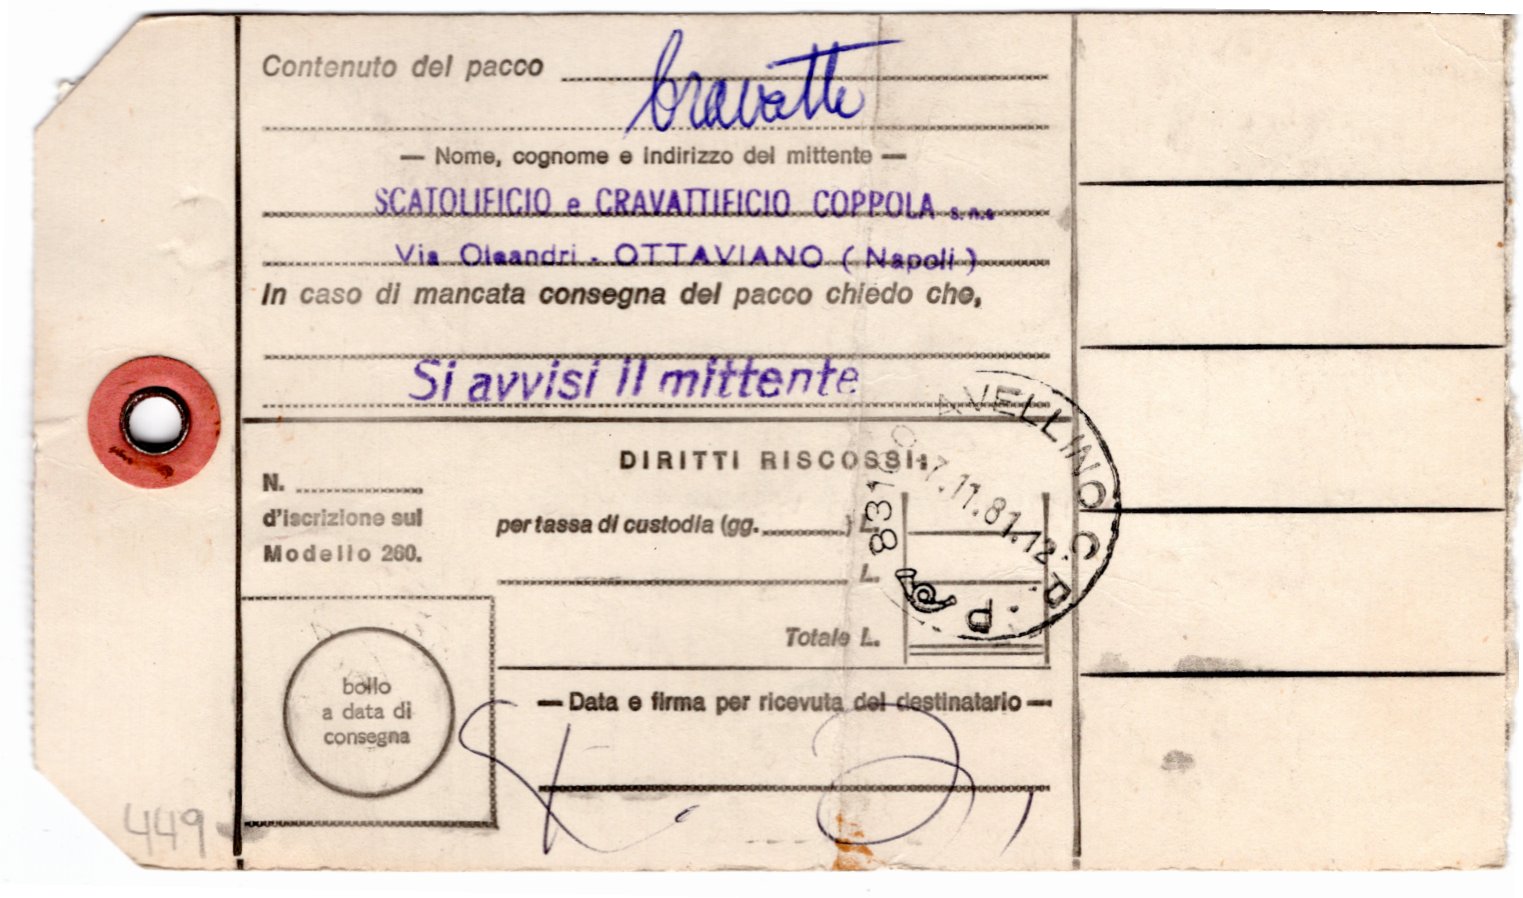 Contenuto del pacco
Cravatte
— Nome, cognome e indirizzo del mittente —
SCATOLIFICIO e CRAVATTIFICIO COPPOLA s.n.c
Via Oleandri - OTTAVIANO (Napoli)
In caso di mancata consegna del pacco chiedo che,
Si avvisi il mittente
AVELLINO C.P.
P.
83100
7.11.81.12
DIRITTI RISCOSSI:
N.
d'iscrizione sul
Modello 260.
per tassa di custodia (gg. ) L.
L.
Totale L.
bollo
a data di
consegna
— Data e firma per ricevuta del destinatario —
449